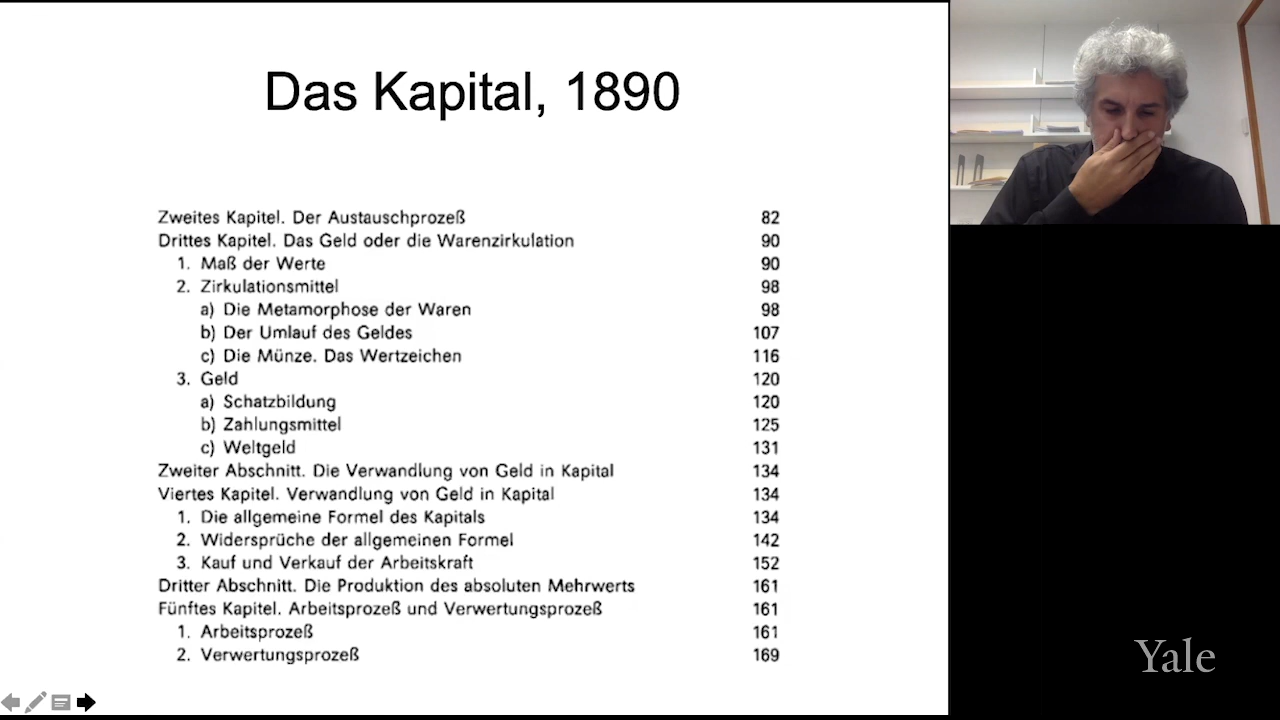 Das Kapital, 1890
Zweites Kapitel. Der Austauschprozeß 82
Drittes Kapitel. Das Geld oder die Warenzirkulation 90
1. Maß der Werte 90
2. Zirkulationsmittel 98
a) Die Metamorphose der Waren 98
b) Der Umlauf des Geldes 107
c) Die Münze. Das Wertzeichen 116
3. Geld 120
a) Schatzbildung 120
b) Zahlungsmittel 125
c) Weltgeld 131
Zweiter Abschnitt. Die Verwandlung von Geld in Kapital 134
Viertes Kapitel. Verwandlung von Geld in Kapital 134
1. Die allgemeine Formel des Kapitals 134
2. Widersprüche der allgemeinen Formel 142
3. Kauf und Verkauf der Arbeitskraft 152
Dritter Abschnitt. Die Produktion des absoluten Mehrwerts 161
Fünftes Kapitel. Arbeitsprozeß und Verwertungsprozeß 161
1. Arbeitsprozeß 161
2. Verwertungsprozeß 169
Yale